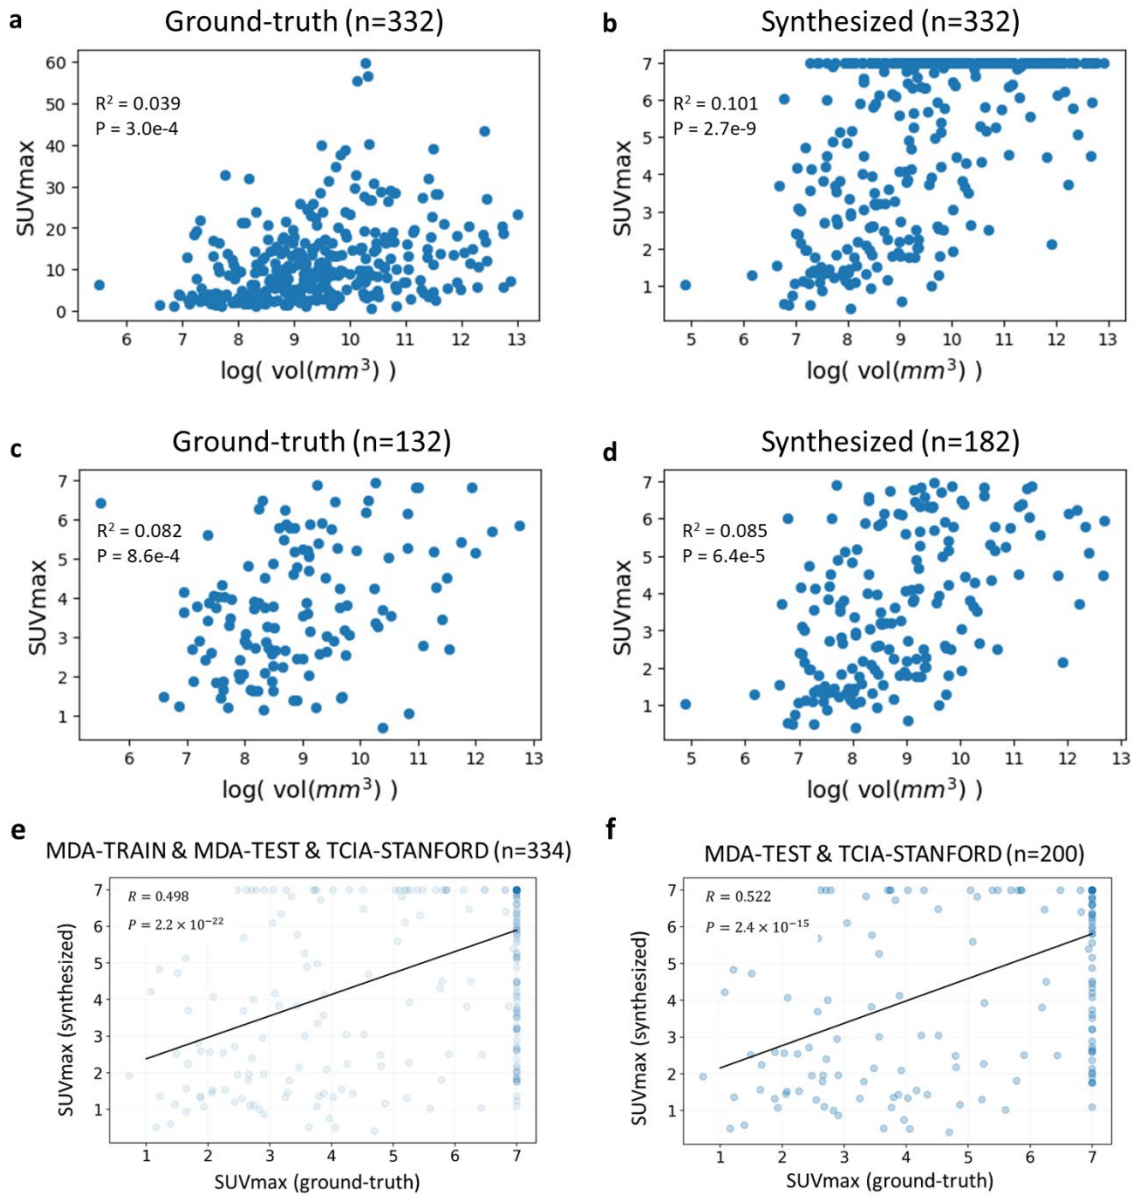 a
Ground-truth (n=332)
R² = 0.039
P = 3.0e-4
SUVmax
60
50
40
30
20
10
0
6 7 8 9 10 11 12 13
log( vol(mm³) )
b
Synthesized (n=332)
R² = 0.101
P = 2.7e-9
SUVmax
7
6
5
4
3
2
1
5 6 7 8 9 10 11 12 13
log( vol(mm³) )
c
Ground-truth (n=132)
R² = 0.082
P = 8.6e-4
SUVmax
7
6
5
4
3
2
1
6 7 8 9 10 11 12 13
log( vol(mm³) )
d
Synthesized (n=182)
R² = 0.085
P = 6.4e-5
SUVmax
7
6
5
4
3
2
1
5 6 7 8 9 10 11 12 13
log( vol(mm³) )
e
MDA-TRAIN & MDA-TEST & TCIA-STANFORD (n=334)
R = 0.498
P = 2.2 × 10⁻²²
SUVmax (synthesized)
7
6
5
4
3
2
1
1 2 3 4 5 6 7
SUVmax (ground-truth)
f
MDA-TEST & TCIA-STANFORD (n=200)
R = 0.522
P = 2.4 × 10⁻¹⁵
SUVmax (synthesized)
7
6
5
4
3
2
1
1 2 3 4 5 6 7
SUVmax (ground-truth)